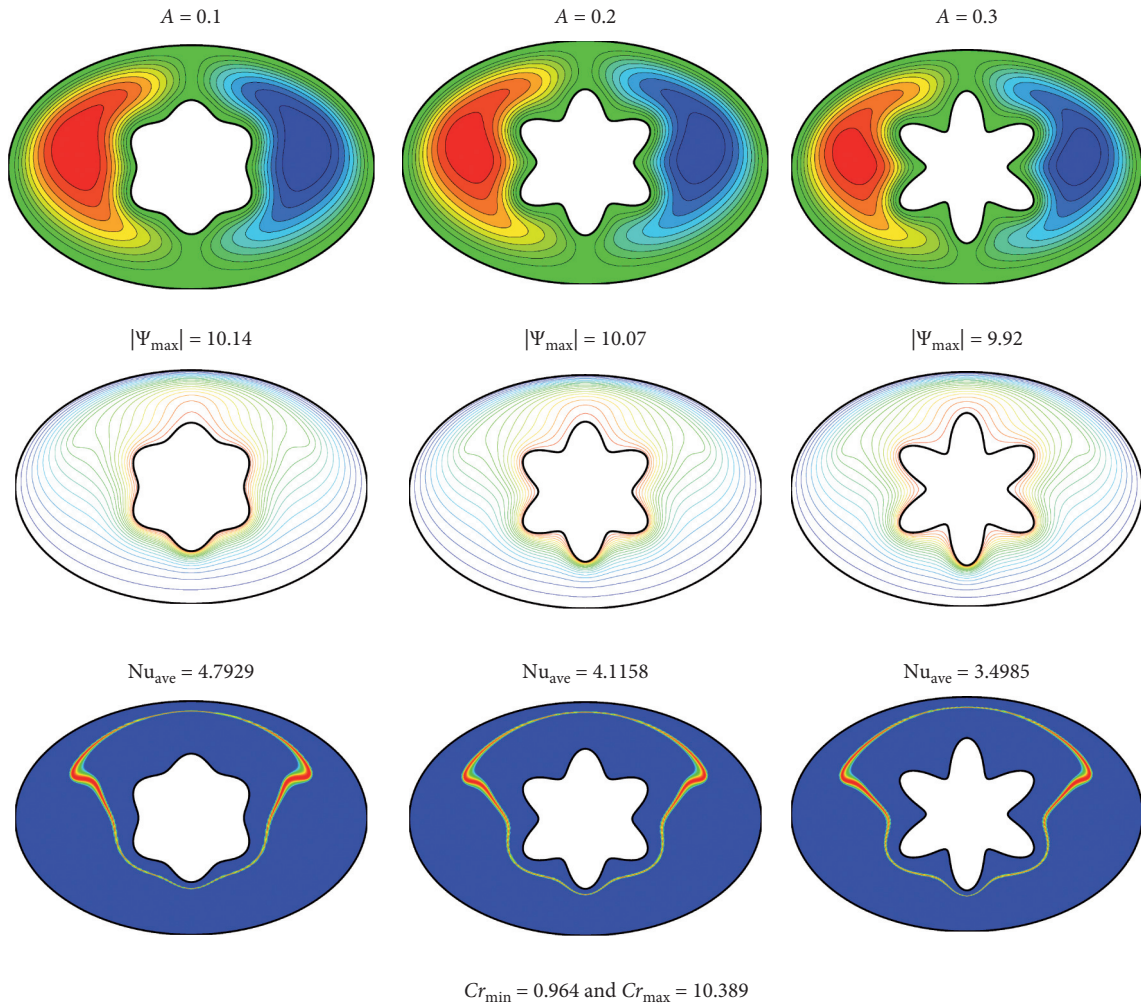 A = 0.1
A = 0.2
A = 0.3
|Ψmax| = 10.14
|Ψmax| = 10.07
|Ψmax| = 9.92
Nuave = 4.7929
Nuave = 4.1158
Nuave = 3.4985
Crmin = 0.964 and Crmax = 10.389